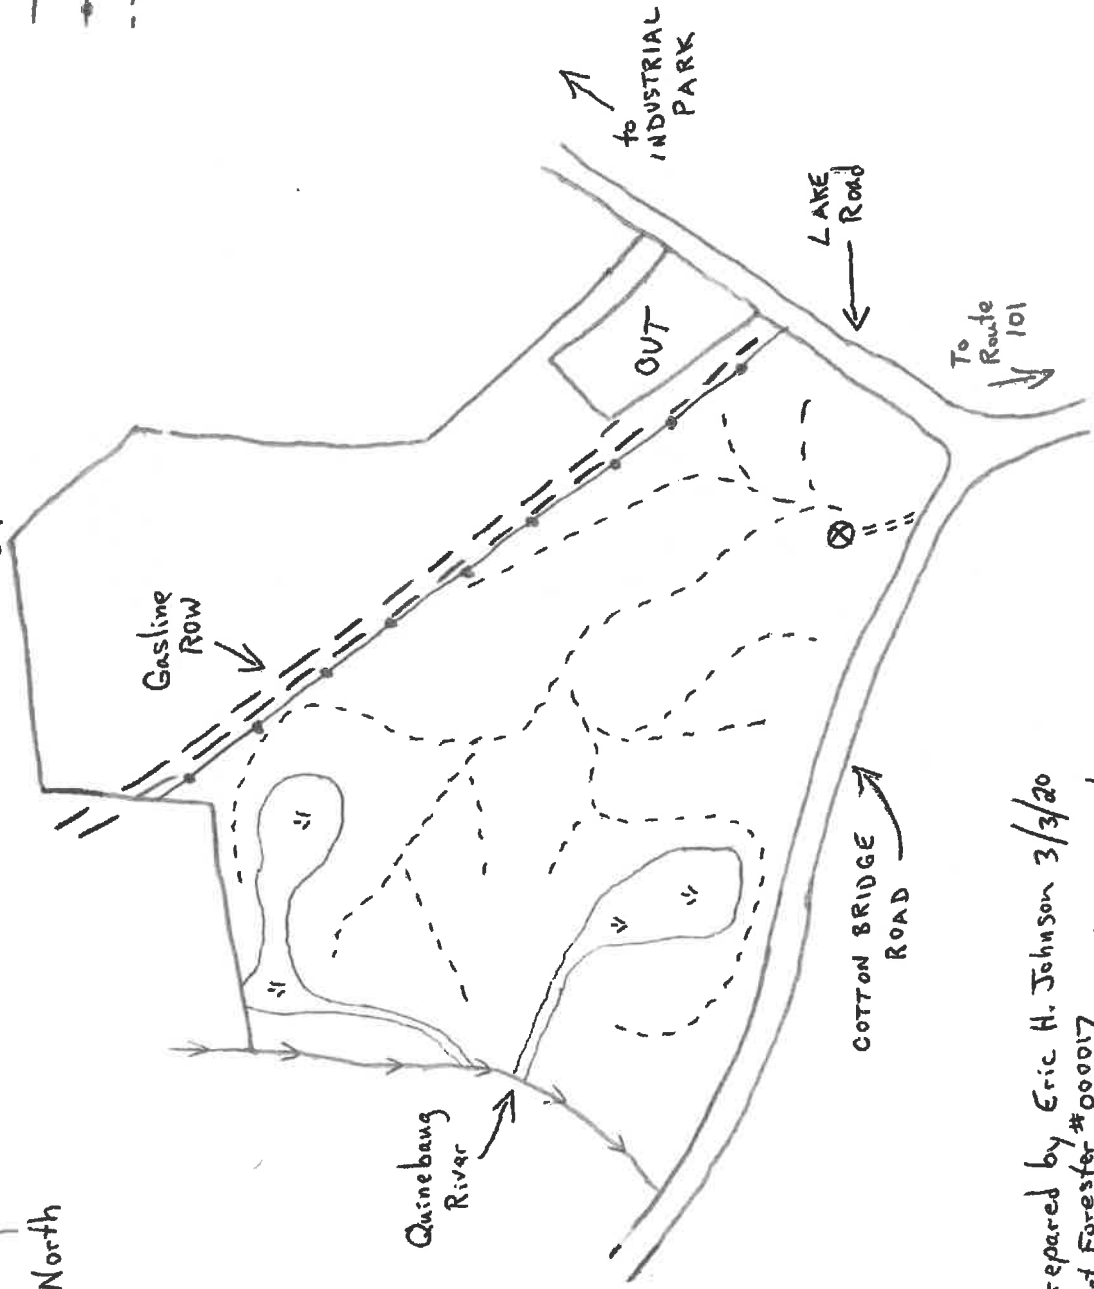 North
Quinebaug
River
Gasline
ROW
OUT
to
INDUSTRIAL
PARK
LAKE
Road
To
Route
101
COTTON BRIDGE
ROAD
by Eric H. Johnson 3/3/20
Forester #000017